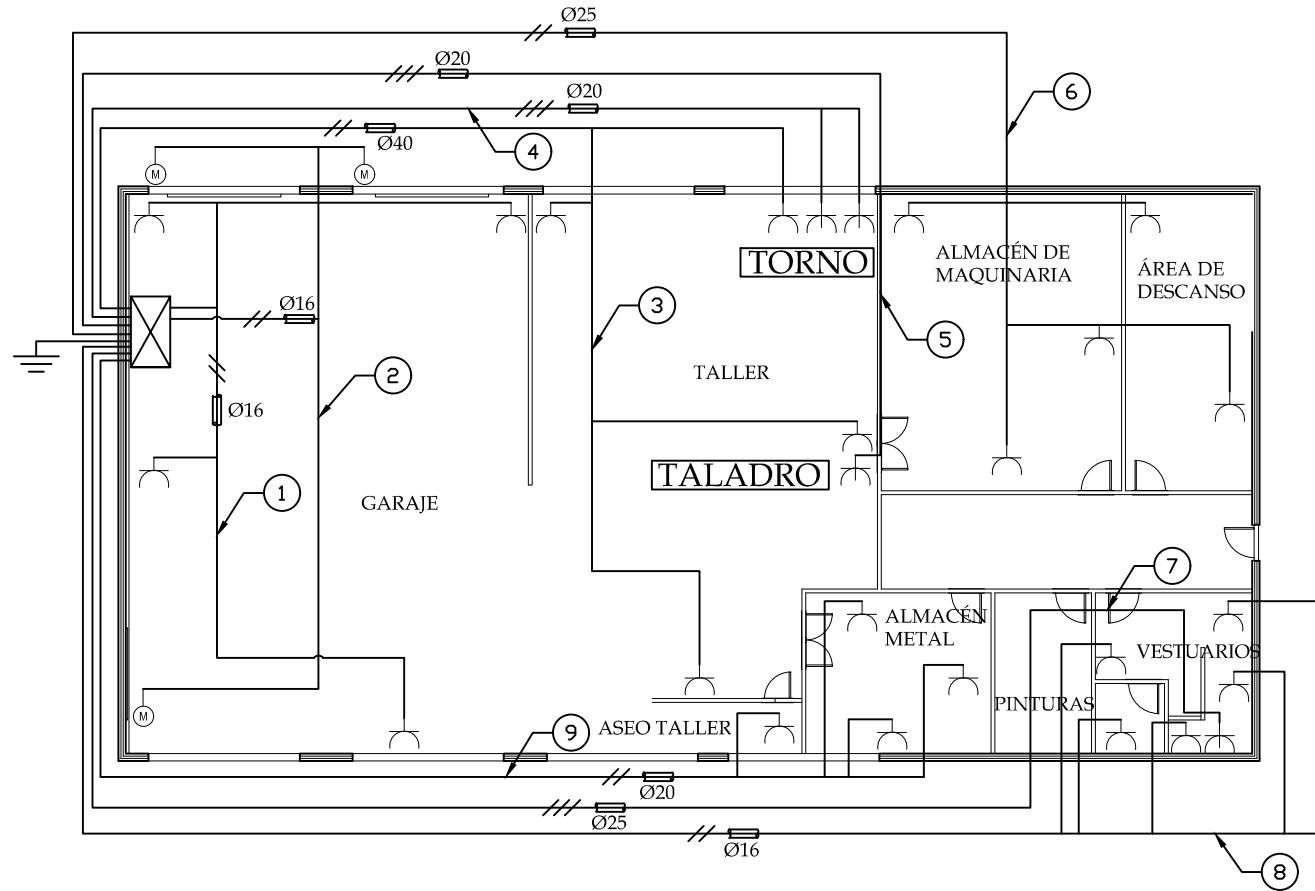 Ø25
Ø20
Ø20
6
Ø40
4
M
M
TORNO
ALMACÉN DE
MAQUINARIA
ÁREA DE
DESCANSO
Ø16
3
5
TALLER
2
Ø16
TALADRO
1
GARAJE
7
ALMACÉN
METAL
VESTUARIOS
PINTURAS
M
ASEO TALLER
9
Ø20
Ø25
Ø16
8